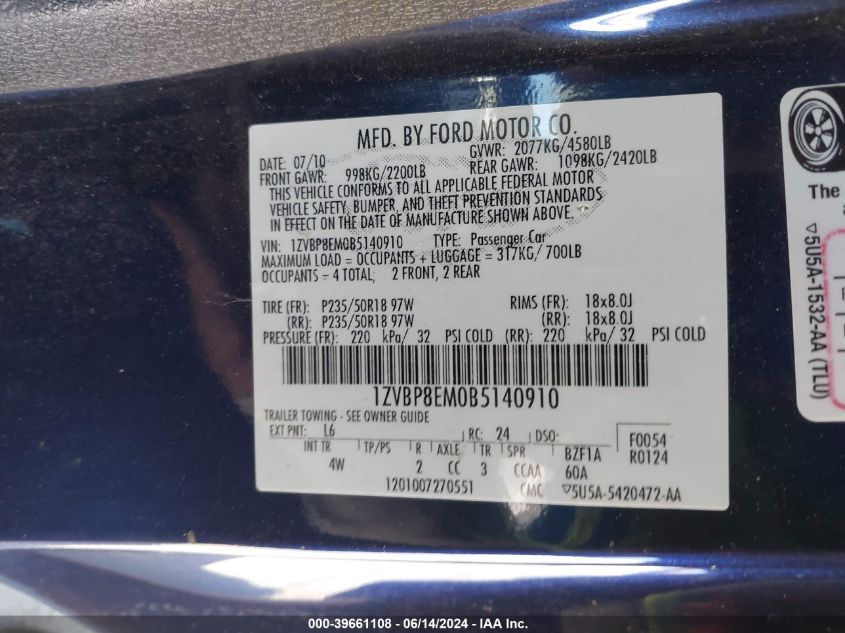 MFD. BY FORD MOTOR CO.
DATE: 07/10 GVWR: 2077KG/4580LB
FRONT GAWR: 998KG/2200LB REAR GAWR: 1098KG/2420LB
THIS VEHICLE CONFORMS TO ALL APPLICABLE FEDERAL MOTOR
VEHICLE SAFETY, BUMPER, AND THEFT PREVENTION STANDARDS
IN EFFECT ON THE DATE OF MANUFACTURE SHOWN ABOVE.
VIN: 1ZVBP8EM0B5140910 TYPE: Passenger Car
MAXIMUM LOAD = OCCUPANTS + LUGGAGE = 317KG/ 700LB
OCCUPANTS = 4 TOTAL; 2 FRONT, 2 REAR
TIRE (FR): P235/50R18 97W RIMS (FR): 18x8.0J
(RR): P235/50R18 97W (RR): 18x8.0J
PRESSURE (FR): 220 kPa/ 32 PSI COLD (RR): 220 kPa/ 32 PSI COLD
1ZVBP8EM0B5140910
TRAILER TOWING - SEE OWNER GUIDE
EXT PNT: L6 RC: 24 DSO: F0054
INT TR TP/PS R AXLE TR SPR BZF1A R0124
4W 2 CC 3 CCAA 60A
1201007270551 CMC ▽5U5A-5420472-AA
The
▽5U5A-1532-AA (TLU)
000-39661108 - 06/14/2024 - IAA Inc.